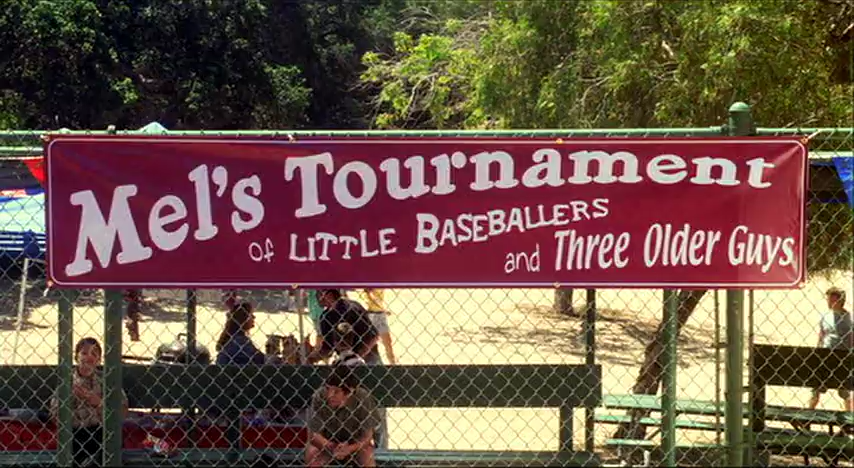 Mel's Tournament
of LITTLE BASEBALLERS
and Three Older Guys